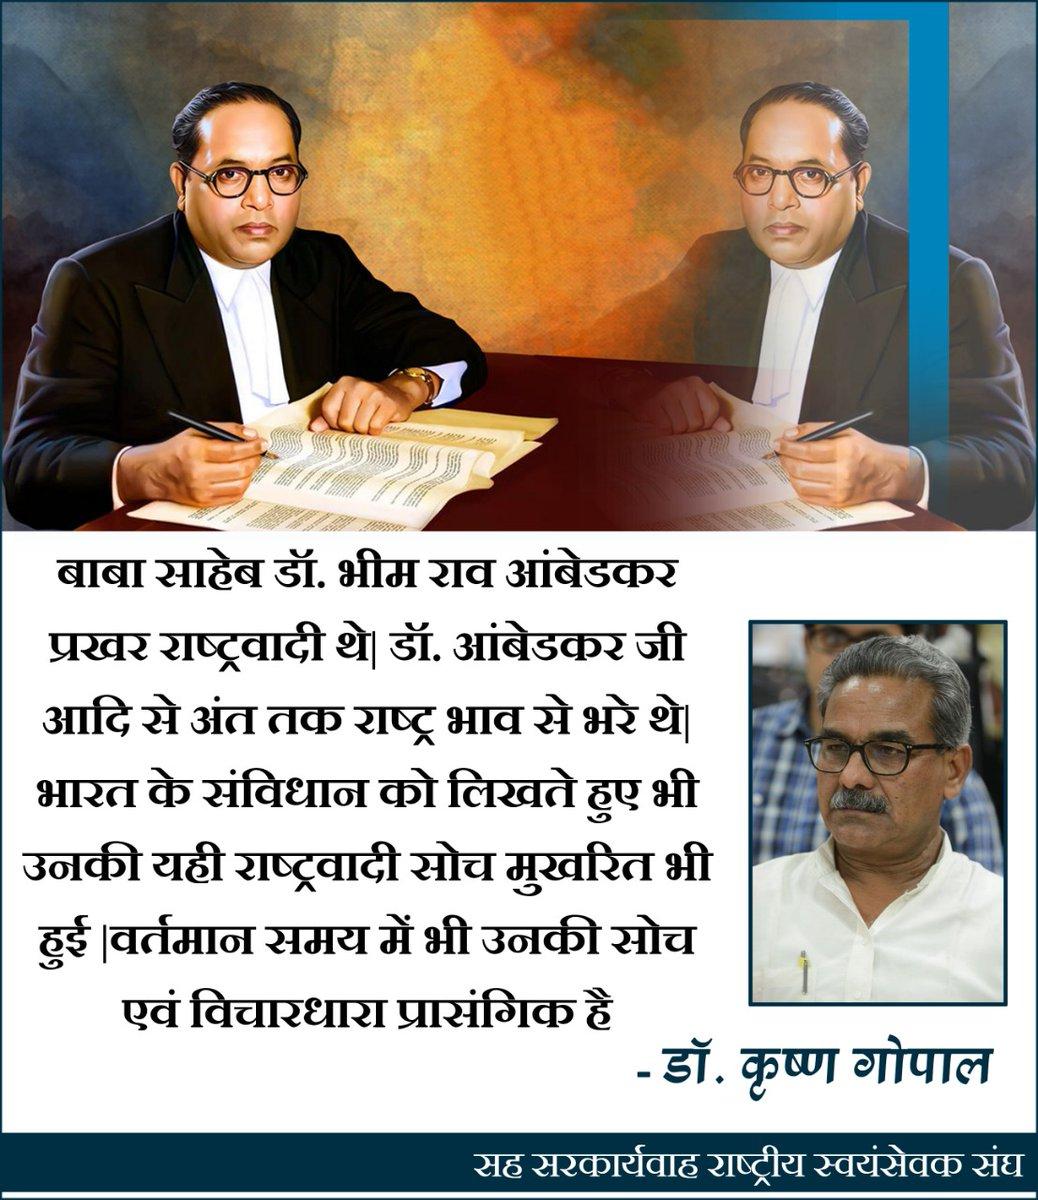 बाबा साहेब डॉ. भीम राव आंबेडकर
प्रखर राष्ट्रवादी थे| डॉ. आंबेडकर जी
आदि से अंत तक राष्ट्र भाव से भरे थे|
भारत के संविधान को लिखते हुए भी
उनकी यही राष्ट्रवादी सोच मुखरित भी
हुई |वर्तमान समय में भी उनकी सोच
एवं विचारधारा प्रासंगिक है
- डॉ. कृष्ण गोपाल
सह सरकार्यवाह राष्ट्रीय स्वयंसेवक संघ